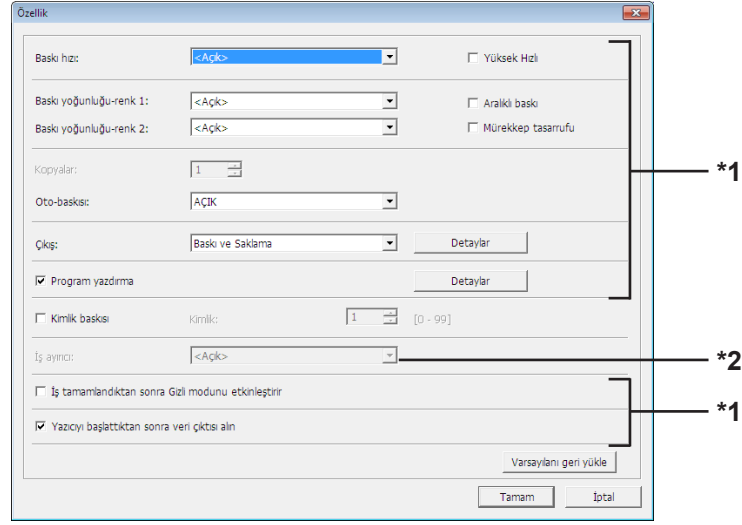 Özellik
Baskı hızı: <Açık> Yüksek Hızlı
Baskı yoğunluğu-renk 1: <Açık> Aralıklı baskı
Baskı yoğunluğu-renk 2: <Açık> Mürekkep tasarrufu
*1
Kopyalar: 1
Oto-baskısı: AÇIK
Çıkış: Baskı ve Saklama Detaylar
Program yazdırma Detaylar
Kimlik baskısı Kimlik: 1 [0 - 99]
İş ayırıcı: <Açık> *2
İş tamamlandıktan sonra Gizli modunu etkinleştir
*1
Yazıcıyı başlattıktan sonra veri çıktısı alın
Varsayılanı geri yükle
Tamam İptal